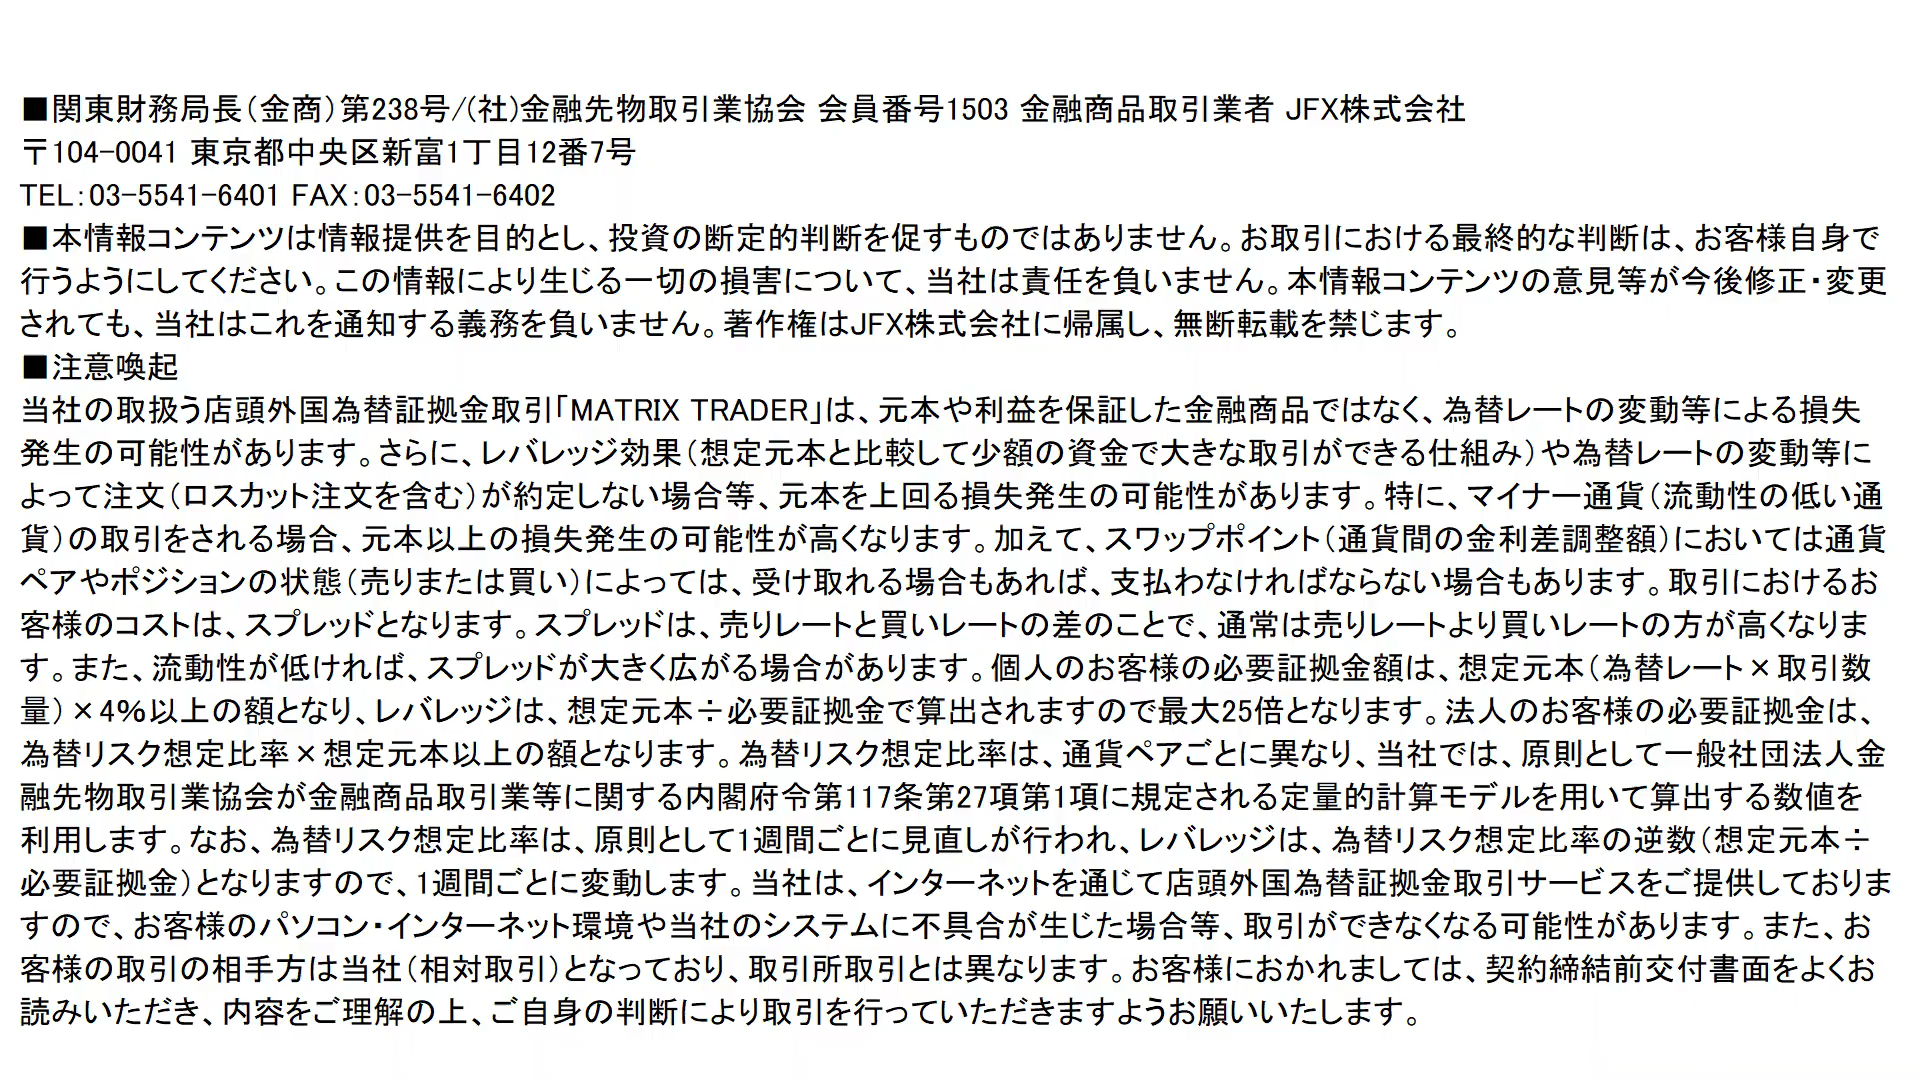 ■関東財務局長（金商）第238号/(社)金融先物取引業協会 会員番号1503 金融商品取引業者 JFX株式会社
〒104-0041 東京都中央区新富1丁目12番7号
TEL：03-5541-6401 FAX：03-5541-6402
■本情報コンテンツは情報提供を目的とし、投資の断定的判断を促すものではありません。お取引における最終的な判断は、お客様自身で
行うようにしてください。この情報により生じる一切の損害について、当社は責任を負いません。本情報コンテンツの意見等が今後修正・変更
されても、当社はこれを通知する義務を負いません。著作権はJFX株式会社に帰属し、無断転載を禁じます。
■注意喚起
当社の取扱う店頭外国為替証拠金取引「MATRIX TRADER」は、元本や利益を保証した金融商品ではなく、為替レートの変動等による損失
発生の可能性があります。さらに、レバレッジ効果（想定元本と比較して少額の資金で大きな取引ができる仕組み）や為替レートの変動等に
よって注文（ロスカット注文を含む）が約定しない場合等、元本を上回る損失発生の可能性があります。特に、マイナー通貨（流動性の低い通
貨）の取引をされる場合、元本以上の損失発生の可能性が高くなります。加えて、スワップポイント（通貨間の金利差調整額）においては通貨
ペアやポジションの状態（売りまたは買い）によっては、受け取れる場合もあれば、支払わなければならない場合もあります。取引におけるお
客様のコストは、スプレッドとなります。スプレッドは、売りレートと買いレートの差のことで、通常は売りレートより買いレートの方が高くなりま
す。また、流動性が低ければ、スプレッドが大きく広がる場合があります。個人のお客様の必要証拠金額は、想定元本（為替レート×取引数
量）×4％以上の額となり、レバレッジは、想定元本÷必要証拠金で算出されますので最大25倍となります。法人のお客様の必要証拠金は、
為替リスク想定比率×想定元本以上の額となります。為替リスク想定比率は、通貨ペアごとに異なり、当社では、原則として一般社団法人金
融先物取引業協会が金融商品取引業等に関する内閣府令第117条第27項第1項に規定される定量的計算モデルを用いて算出する数値を
利用します。なお、為替リスク想定比率は、原則として1週間ごとに見直しが行われ、レバレッジは、為替リスク想定比率の逆数（想定元本÷
必要証拠金）となりますので、1週間ごとに変動します。当社は、インターネットを通じて店頭外国為替証拠金取引サービスをご提供しておりま
すので、お客様のパソコン・インターネット環境や当社のシステムに不具合が生じた場合等、取引ができなくなる可能性があります。また、お
客様の取引の相手方は当社（相対取引）となっており、取引所取引とは異なります。お客様におかれましては、契約締結前交付書面をよくお
読みいただき、内容をご理解の上、ご自身の判断により取引を行っていただきますようお願いいたします。